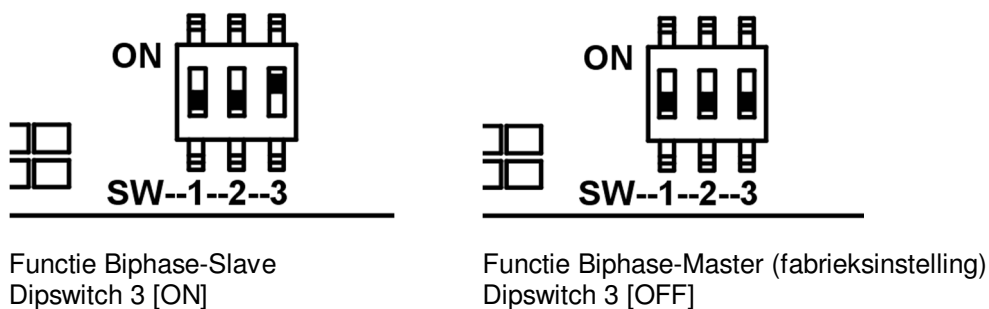 ON
SW--1--2--3
Functie Biphase-Slave
Dipswitch 3 [ON]
ON
SW--1--2--3
Functie Biphase-Master (fabrieksinstelling)
Dipswitch 3 [OFF]